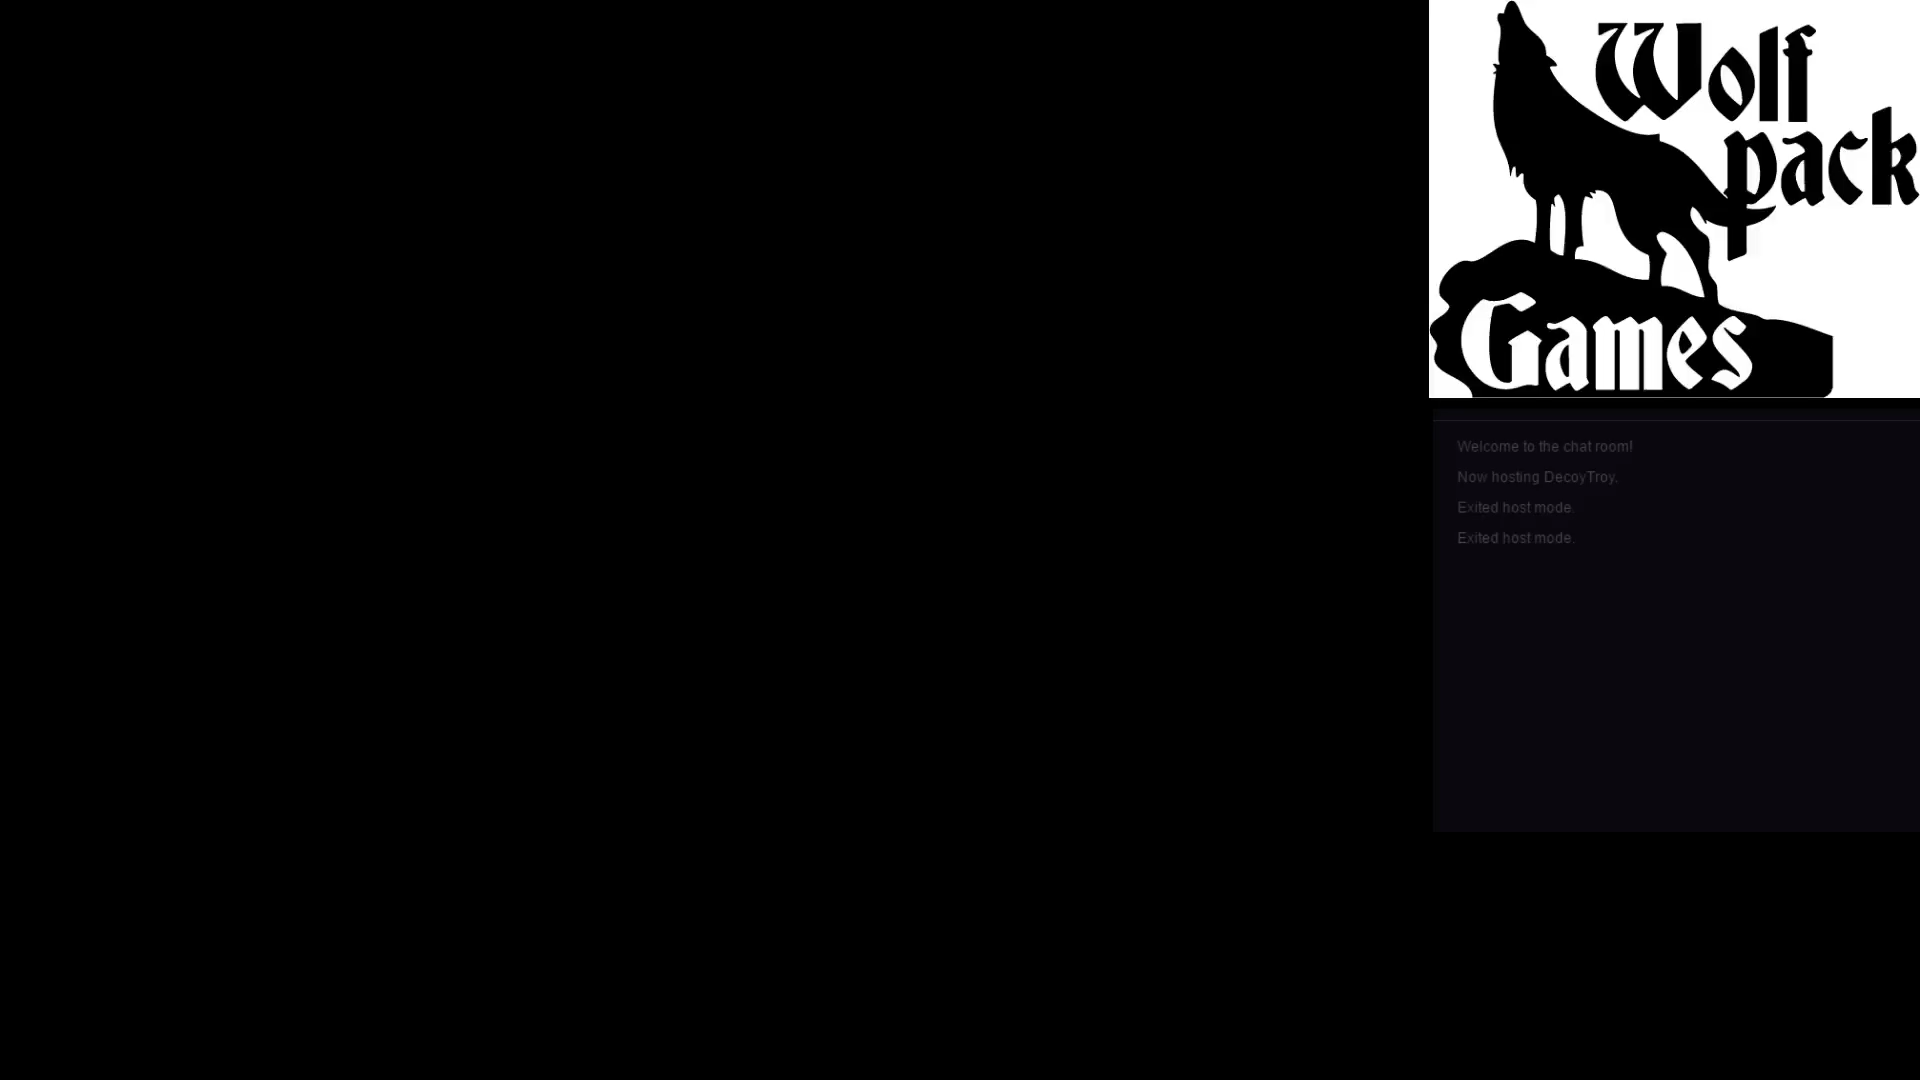 Wolf
pack
Games
Welcome to the chat room!
Now hosting DecoyTroy.
Exited host mode.
Exited host mode.